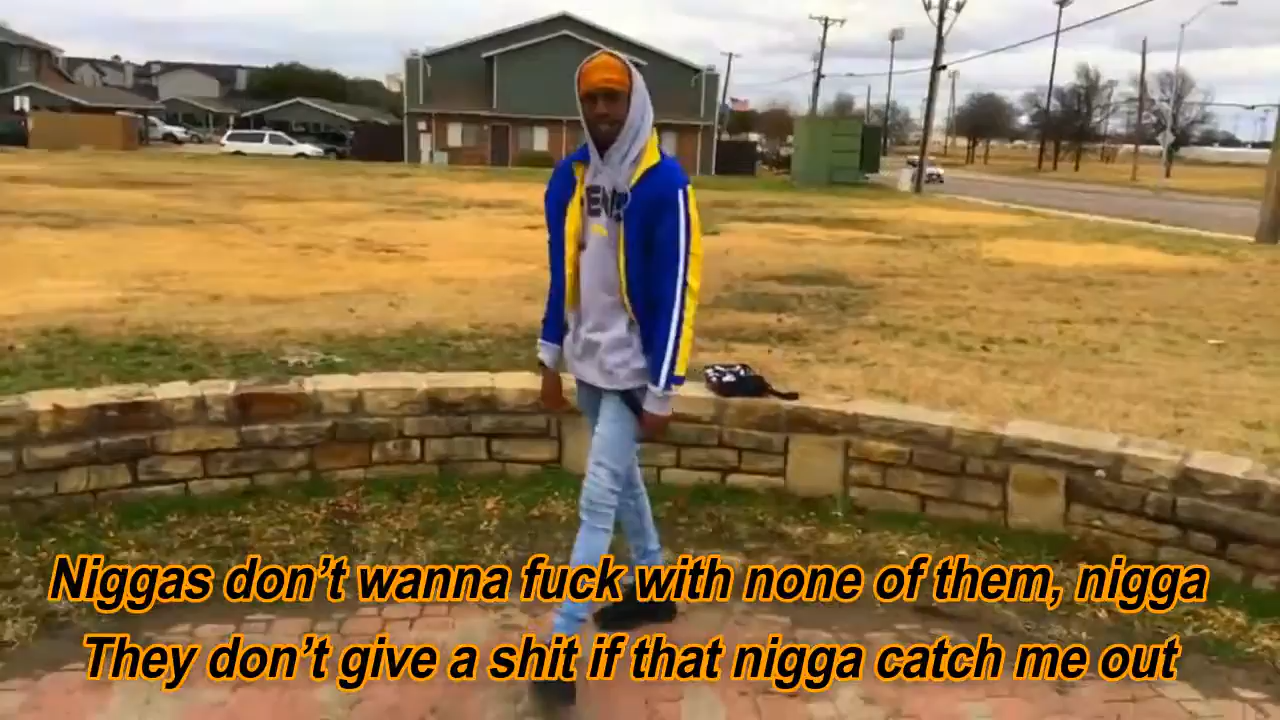 Niggas don't wanna fuck with none of them, nigga
They don't give a shit if that nigga catch me out